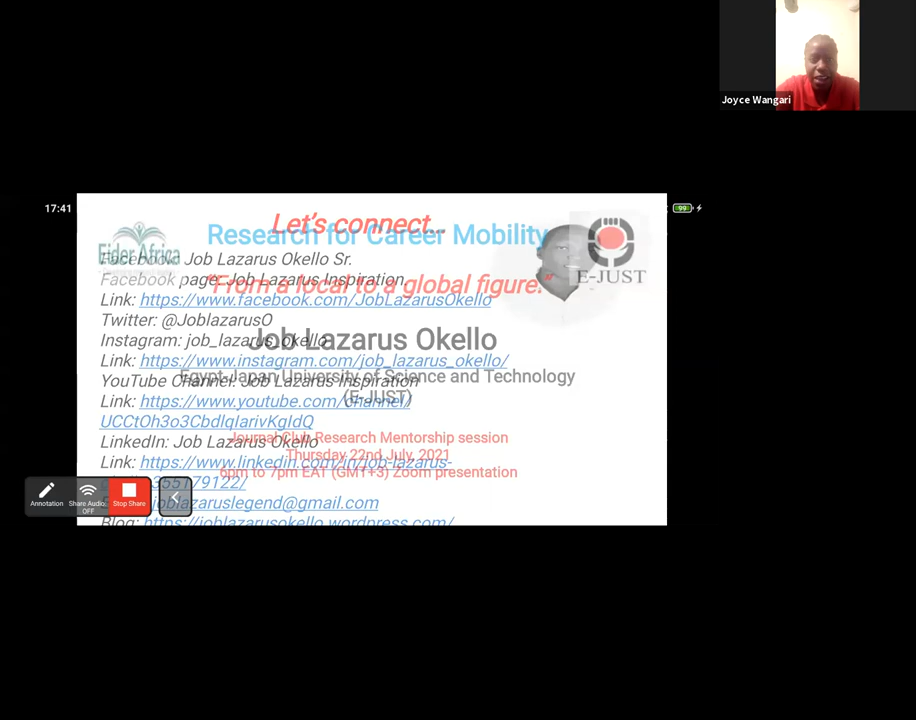 Joyce Wangari
17:41
99
Let's connect...
Research for Career Mobility
Eider Africa
E-JUST
Facebook: Job Lazarus Okello Sr.
Facebook page: Job Lazarus Inspiration
"From a local to a global figure."
Link: https://www.facebook.com/JobLazarusOkello
Twitter: @JoblazarusO
Instagram: job_lazarus_okello
Job Lazarus Okello
Link: https://www.instagram.com/job_lazarus_okello/
Egypt-Japan University of Science and Technology
YouTube Channel: Job Lazarus Inspiration
(E-JUST)
Link: https://www.youtube.com/channel/
UCCtOh3o3CbdlqIarivKgIdQ
Journal Club Research Mentorship session
LinkedIn: Job Lazarus Okello
Thursday 22nd July, 2021
Link: https://www.linkedin.com/in/job-lazarus-
6pm to 7pm EAT (GMT+3) Zoom presentation
79122/
joblazaruslegend@gmail.com
Blog: https://joblazarusokello.wordpress.com/
Annotation
Share Audio:
OFF
Stop Share